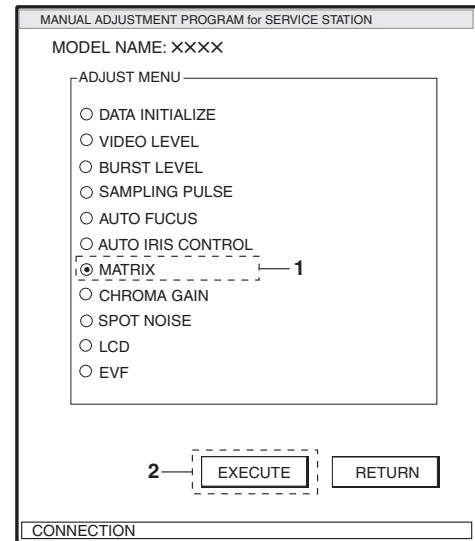 MANUAL ADJUSTMENT PROGRAM for SERVICE STATION
MODEL NAME: ××××
ADJUST MENU
DATA INITIALIZE
VIDEO LEVEL
BURST LEVEL
SAMPLING PULSE
AUTO FUCUS
AUTO IRIS CONTROL
MATRIX 1
CHROMA GAIN
SPOT NOISE
LCD
EVF
2 EXECUTE RETURN
CONNECTION